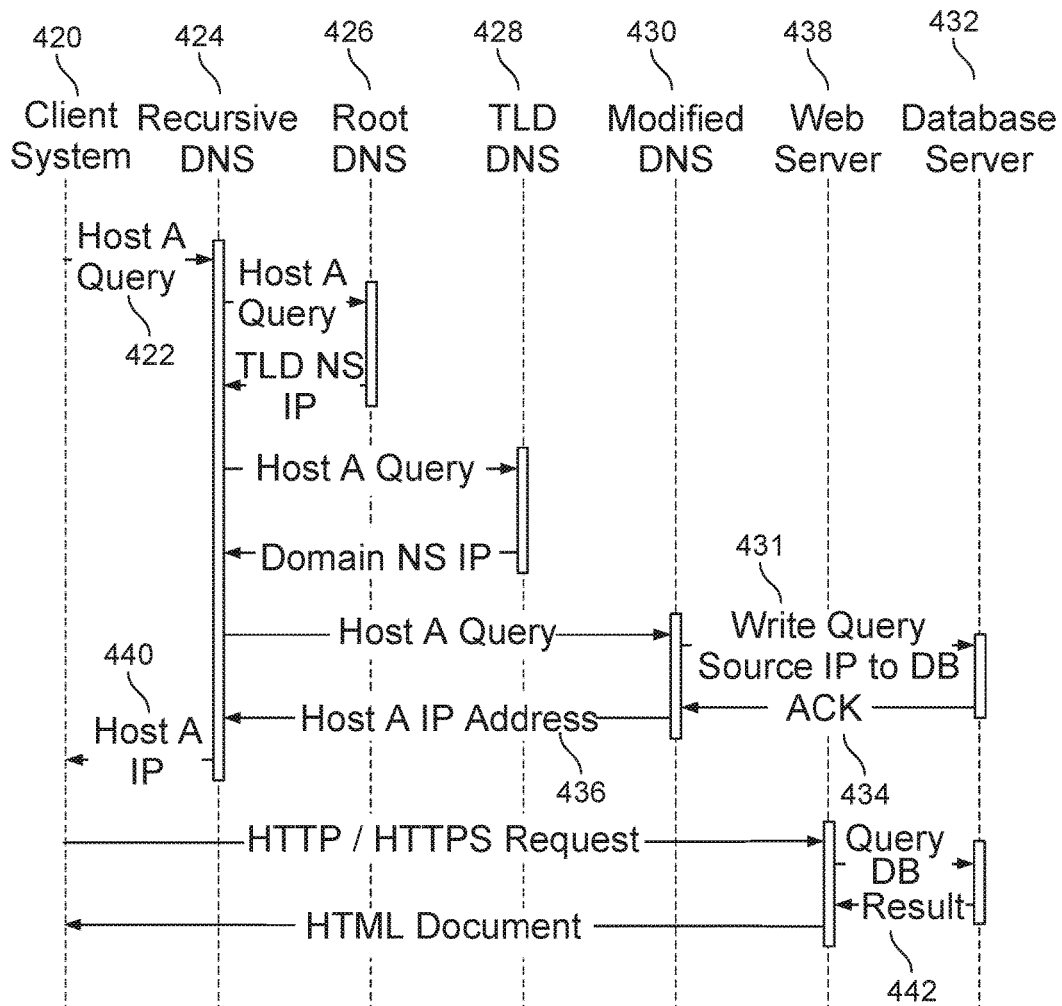 420 424 426 428 430 438 432
Client Recursive Root TLD Modified Web Database
System DNS DNS DNS DNS Server Server
Host A
Query
422
Host A
Query
TLD NS
IP
Host A Query
Domain NS IP
431
Host A Query
Write Query
Source IP to DB
440
Host A IP Address
ACK
Host A
IP
436
434
HTTP / HTTPS Request
Query
DB
Result
HTML Document
442